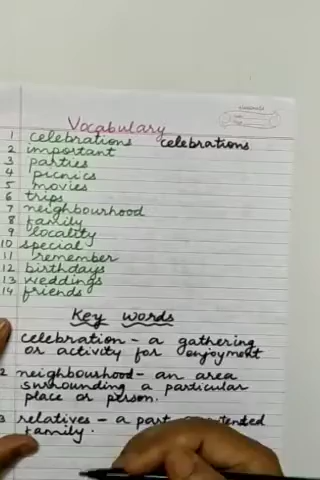 Vocabulary
1 celebrations celebrations
2 important
3 parties
4 picnics
5 movies
6 trips
7 neighbourhood
8 family
9 locality
10 special
11 remember
12 birthdays
13 weddings
14 friends
Key words
celebration - a gathering
or activity for enjoyment
2 neighbourhood - an area
surrounding a particular
place or person.
3 relatives - a part
family.